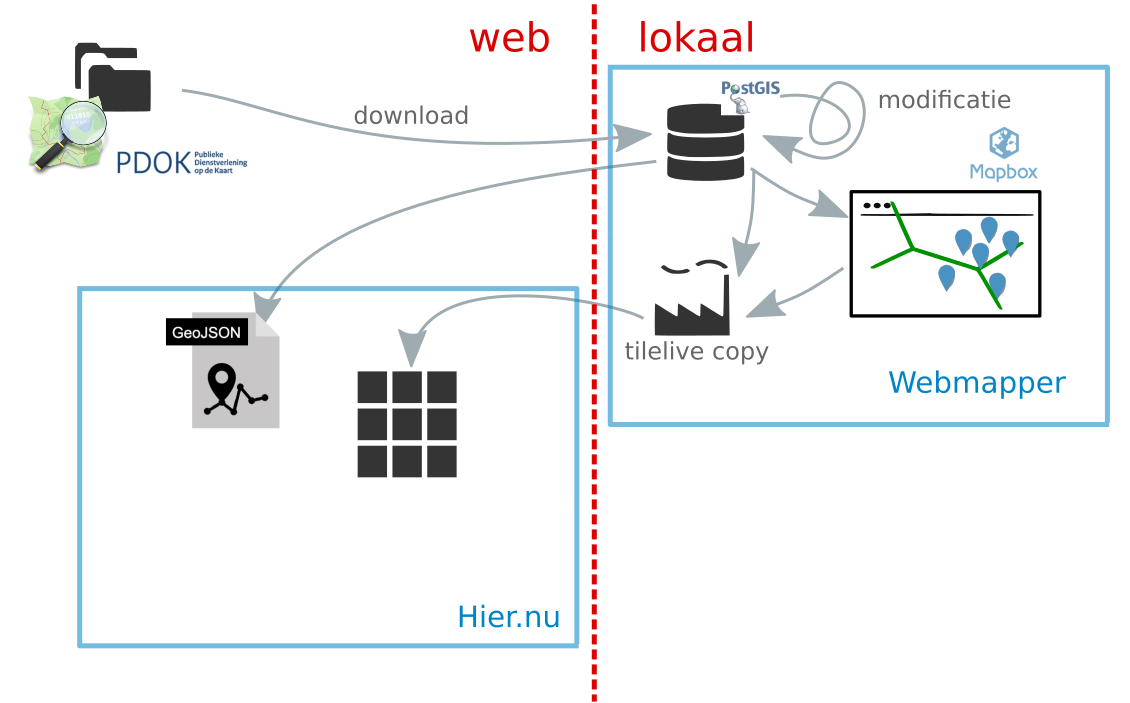 web
lokaal
PostGIS
modificatie
download
Mapbox
PDOK
Publieke
Dienstverlening
op de Kaart
GeoJSON
tilelive copy
Webmapper
Hier.nu